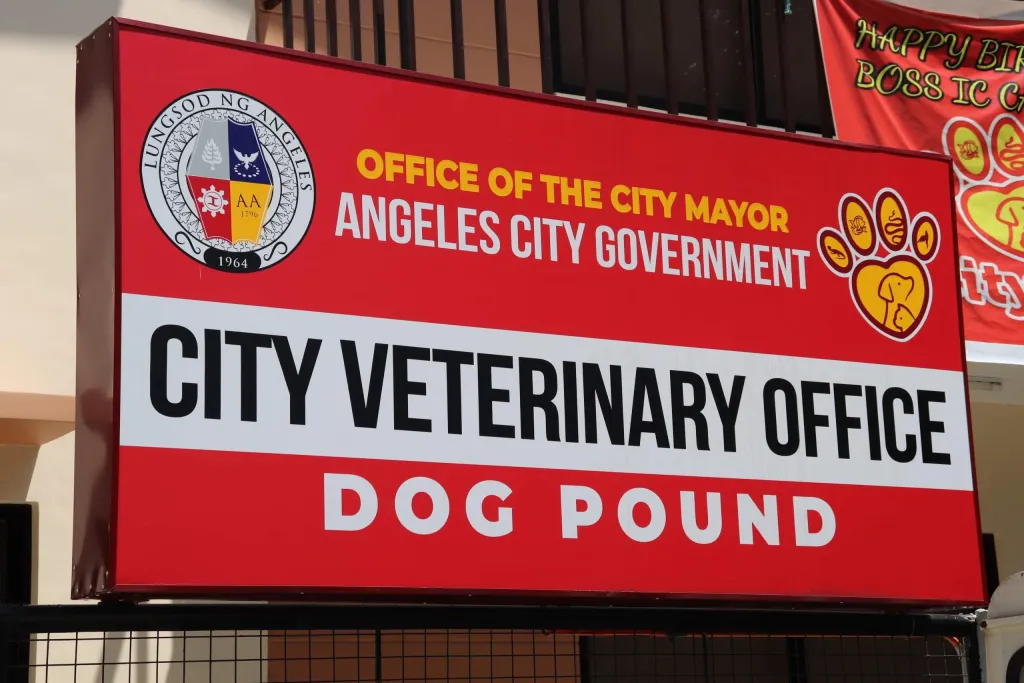 LUNGSOD NG ANGELES
AA
1796
1964
OFFICE OF THE CITY MAYOR
ANGELES CITY GOVERNMENT
CITY VETERINARY OFFICE
DOG POUND
HAPPY
BOSS IC